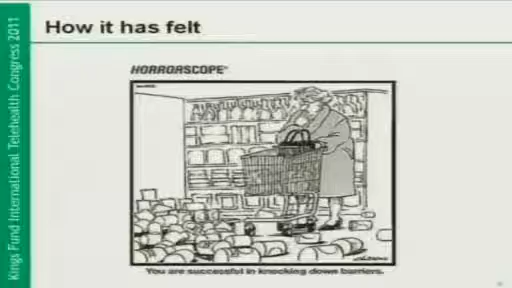 How it has felt
HORRORSCOPE
You are successful in knocking down barriers.
Kings Fund International Telehealth Congress 2011